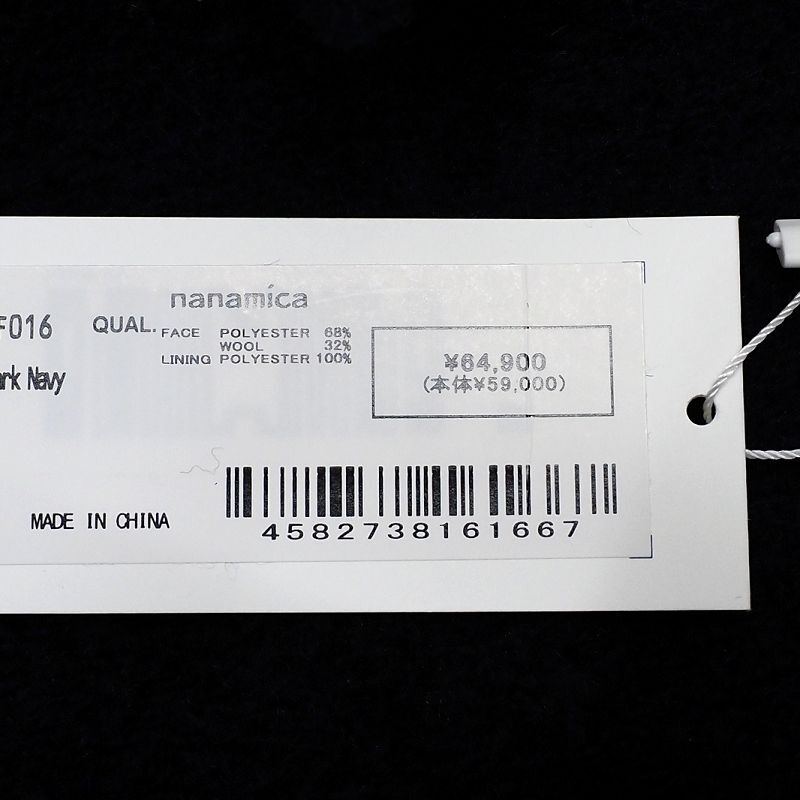 nanamica
F016
QUAL. FACE POLYESTER 68%
WOOL 32%
LINING POLYESTER 100%
ark Navy
¥64,900
(本体¥59,000)
MADE IN CHINA
4582738161667